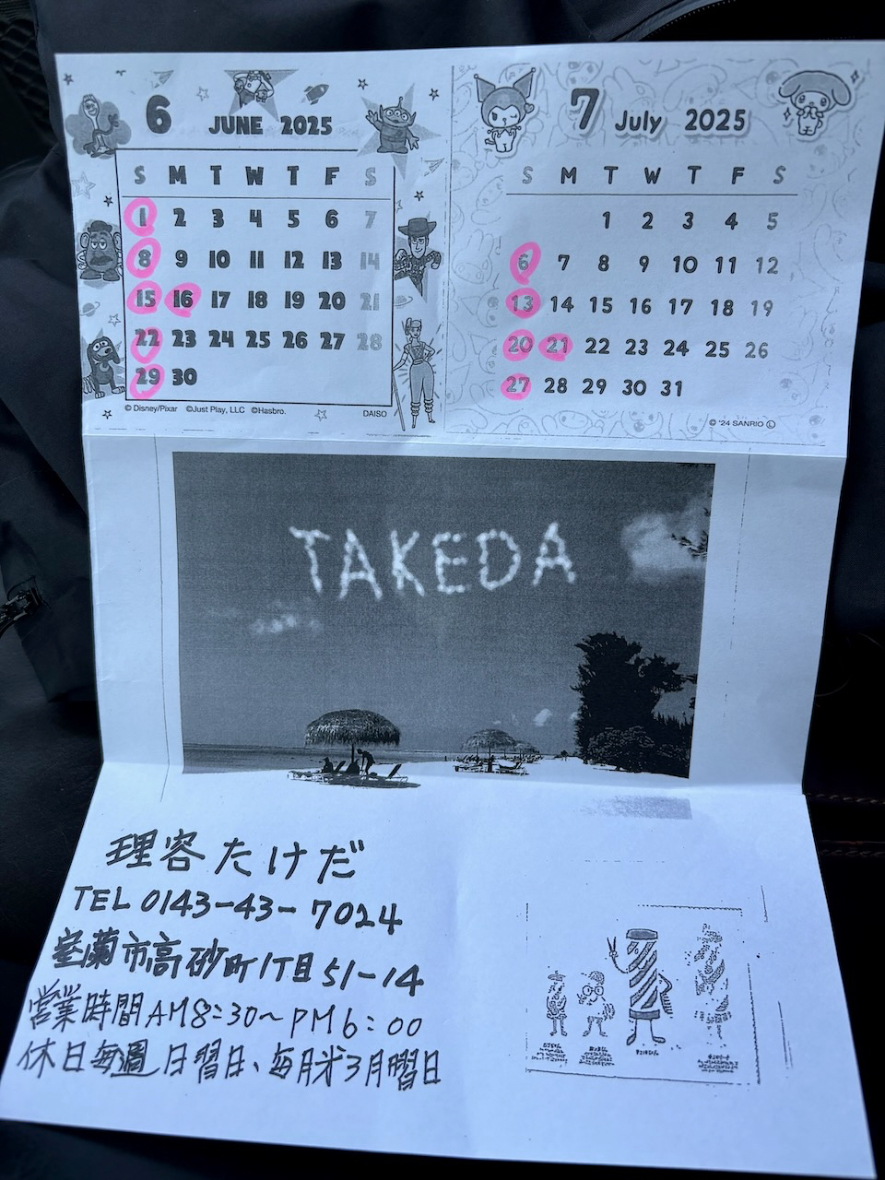 6 JUNE 2025
S M T W T F S
1 2 3 4 5 6 7
8 9 10 11 12 13 14
15 16 17 18 19 20 21
22 23 24 25 26 27 28
29 30
© Disney/Pixar ©Just Play, LLC ©Hasbro.
DAISO
7 July 2025
S M T W T F S
1 2 3 4 5
6 7 8 9 10 11 12
13 14 15 16 17 18 19
20 21 22 23 24 25 26
27 28 29 30 31
© '24 SANRIO Ⓛ
TAKEDA
理容たけだ
TEL 0143-43-7024
室蘭市高砂町1丁目51-14
営業時間AM8:30~PM6:00
休日毎週日曜日、毎月第3月曜日